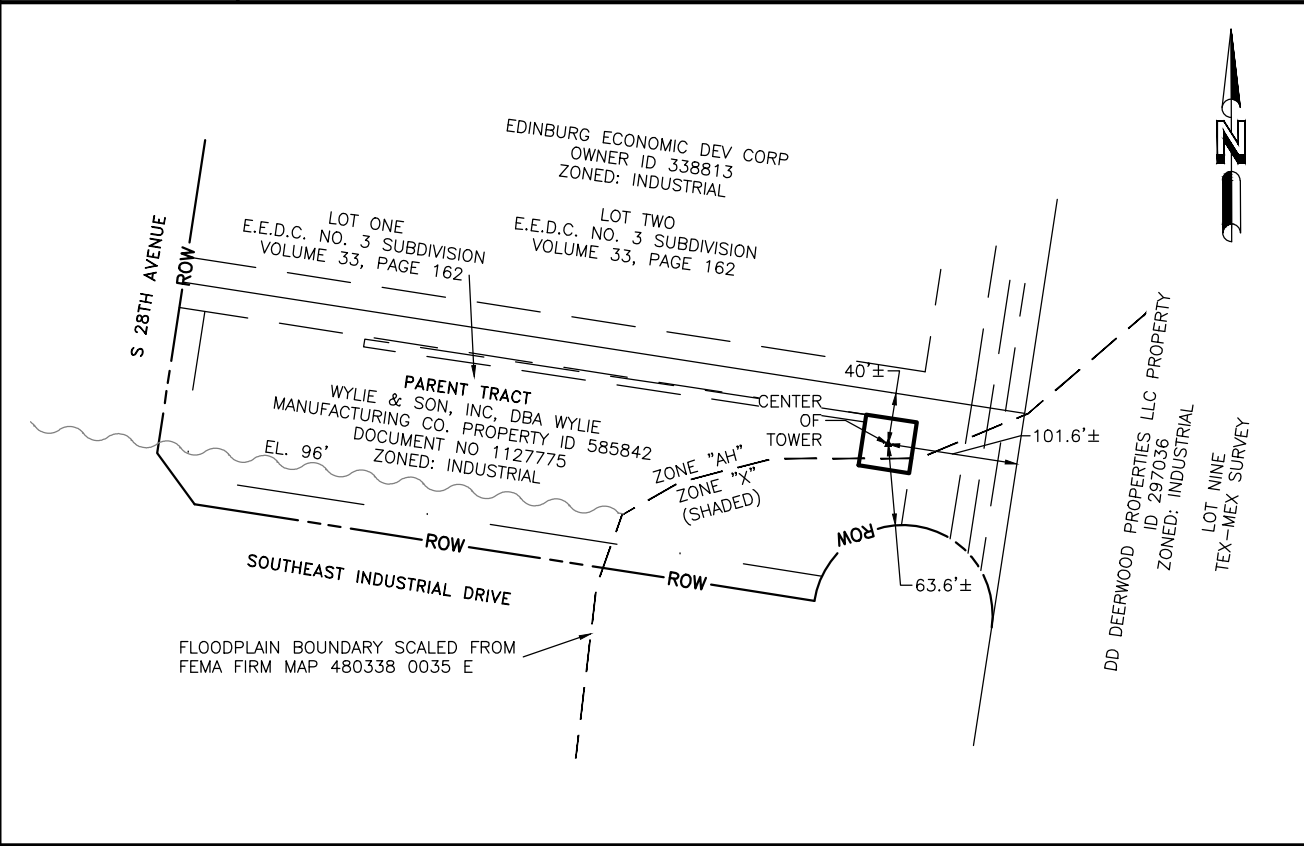 N
EDINBURG ECONOMIC DEV CORP
OWNER ID 338813
ZONED: INDUSTRIAL
LOT ONE
E.E.D.C. NO. 3 SUBDIVISION
VOLUME 33, PAGE 162
LOT TWO
E.E.D.C. NO. 3 SUBDIVISION
VOLUME 33, PAGE 162
S 28TH AVENUE
ROW
PARENT TRACT
WYLIE & SON, INC, DBA WYLIE
MANUFACTURING CO. PROPERTY ID 585842
DOCUMENT NO 1127775
ZONED: INDUSTRIAL
EL. 96'
40'±
CENTER
OF
TOWER
101.6'±
ZONE "AH"
ZONE "X"
(SHADED)
ROW
63.6'±
ROW
ROW
SOUTHEAST INDUSTRIAL DRIVE
FLOODPLAIN BOUNDARY SCALED FROM
FEMA FIRM MAP 480338 0035 E
DD DEERWOOD PROPERTIES LLC PROPERTY
ID 297036
ZONED: INDUSTRIAL
LOT NINE
TEX-MEX SURVEY